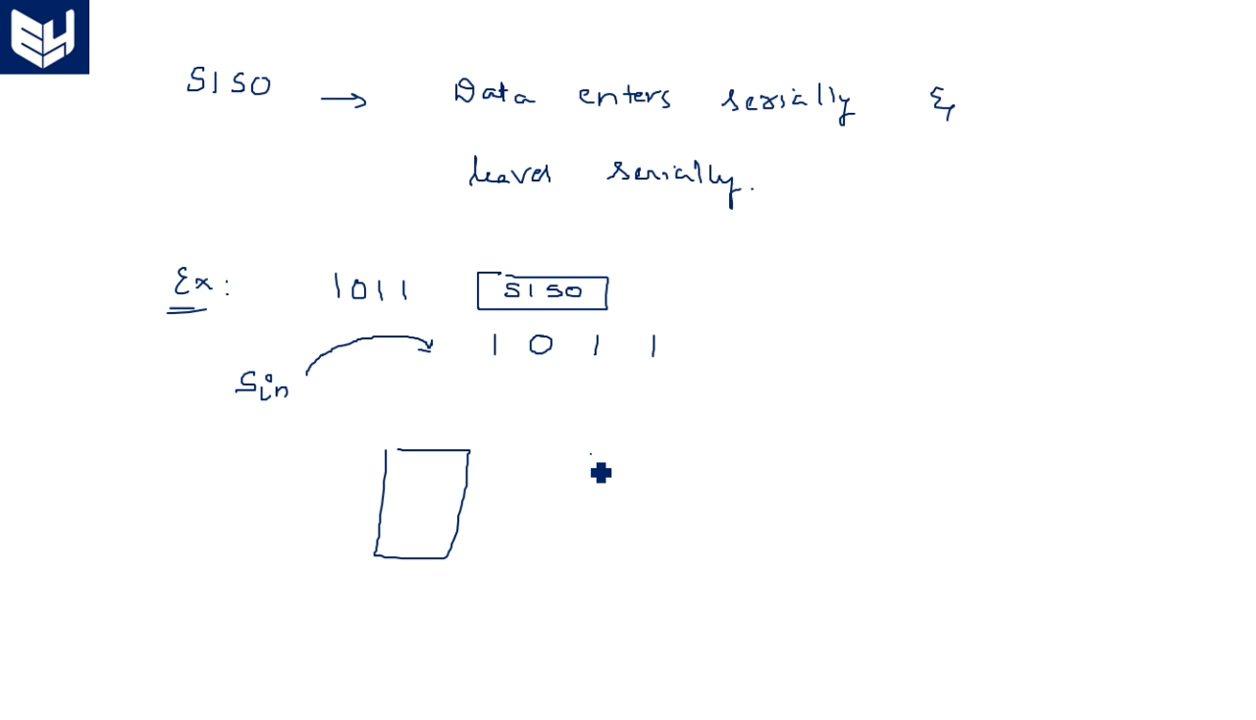 SISO → Data enters serially &
leaves serially.
Ex: 1011 SISO
1 0 1 1
Sin